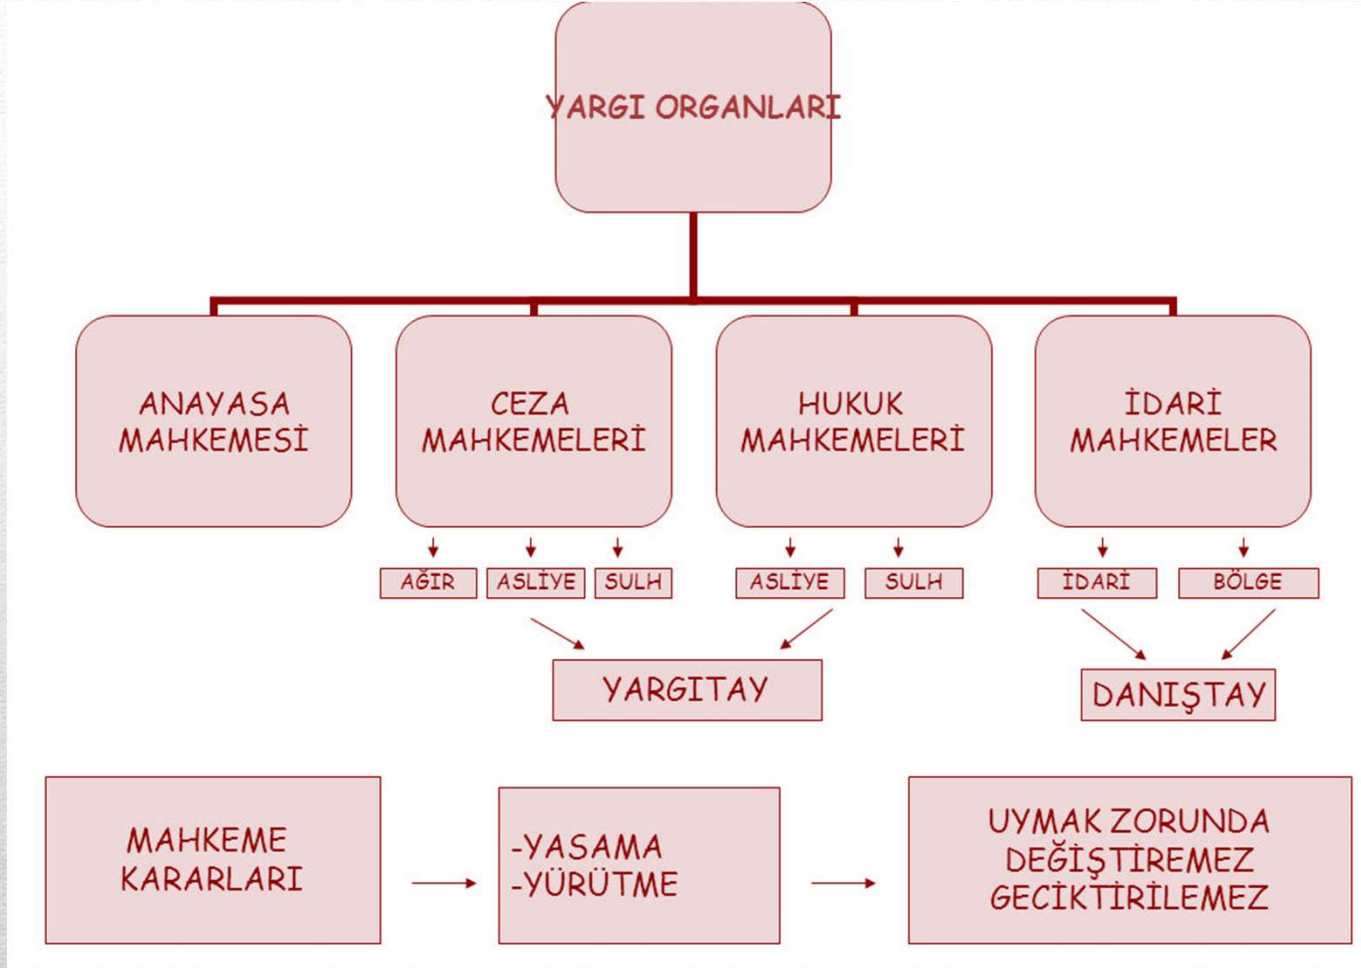 YARGI ORGANLARI
ANAYASA
MAHKEMESİ
CEZA
MAHKEMELERİ
HUKUK
MAHKEMELERİ
İDARİ
MAHKEMELER
AĞIR
ASLİYE
SULH
ASLİYE
SULH
İDARİ
BÖLGE
YARGITAY
DANIŞTAY
MAHKEME
KARARLARI
-YASAMA
-YÜRÜTME
UYMAK ZORUNDA
DEĞİŞTİREMEZ
GECİKTİRİLEMEZ